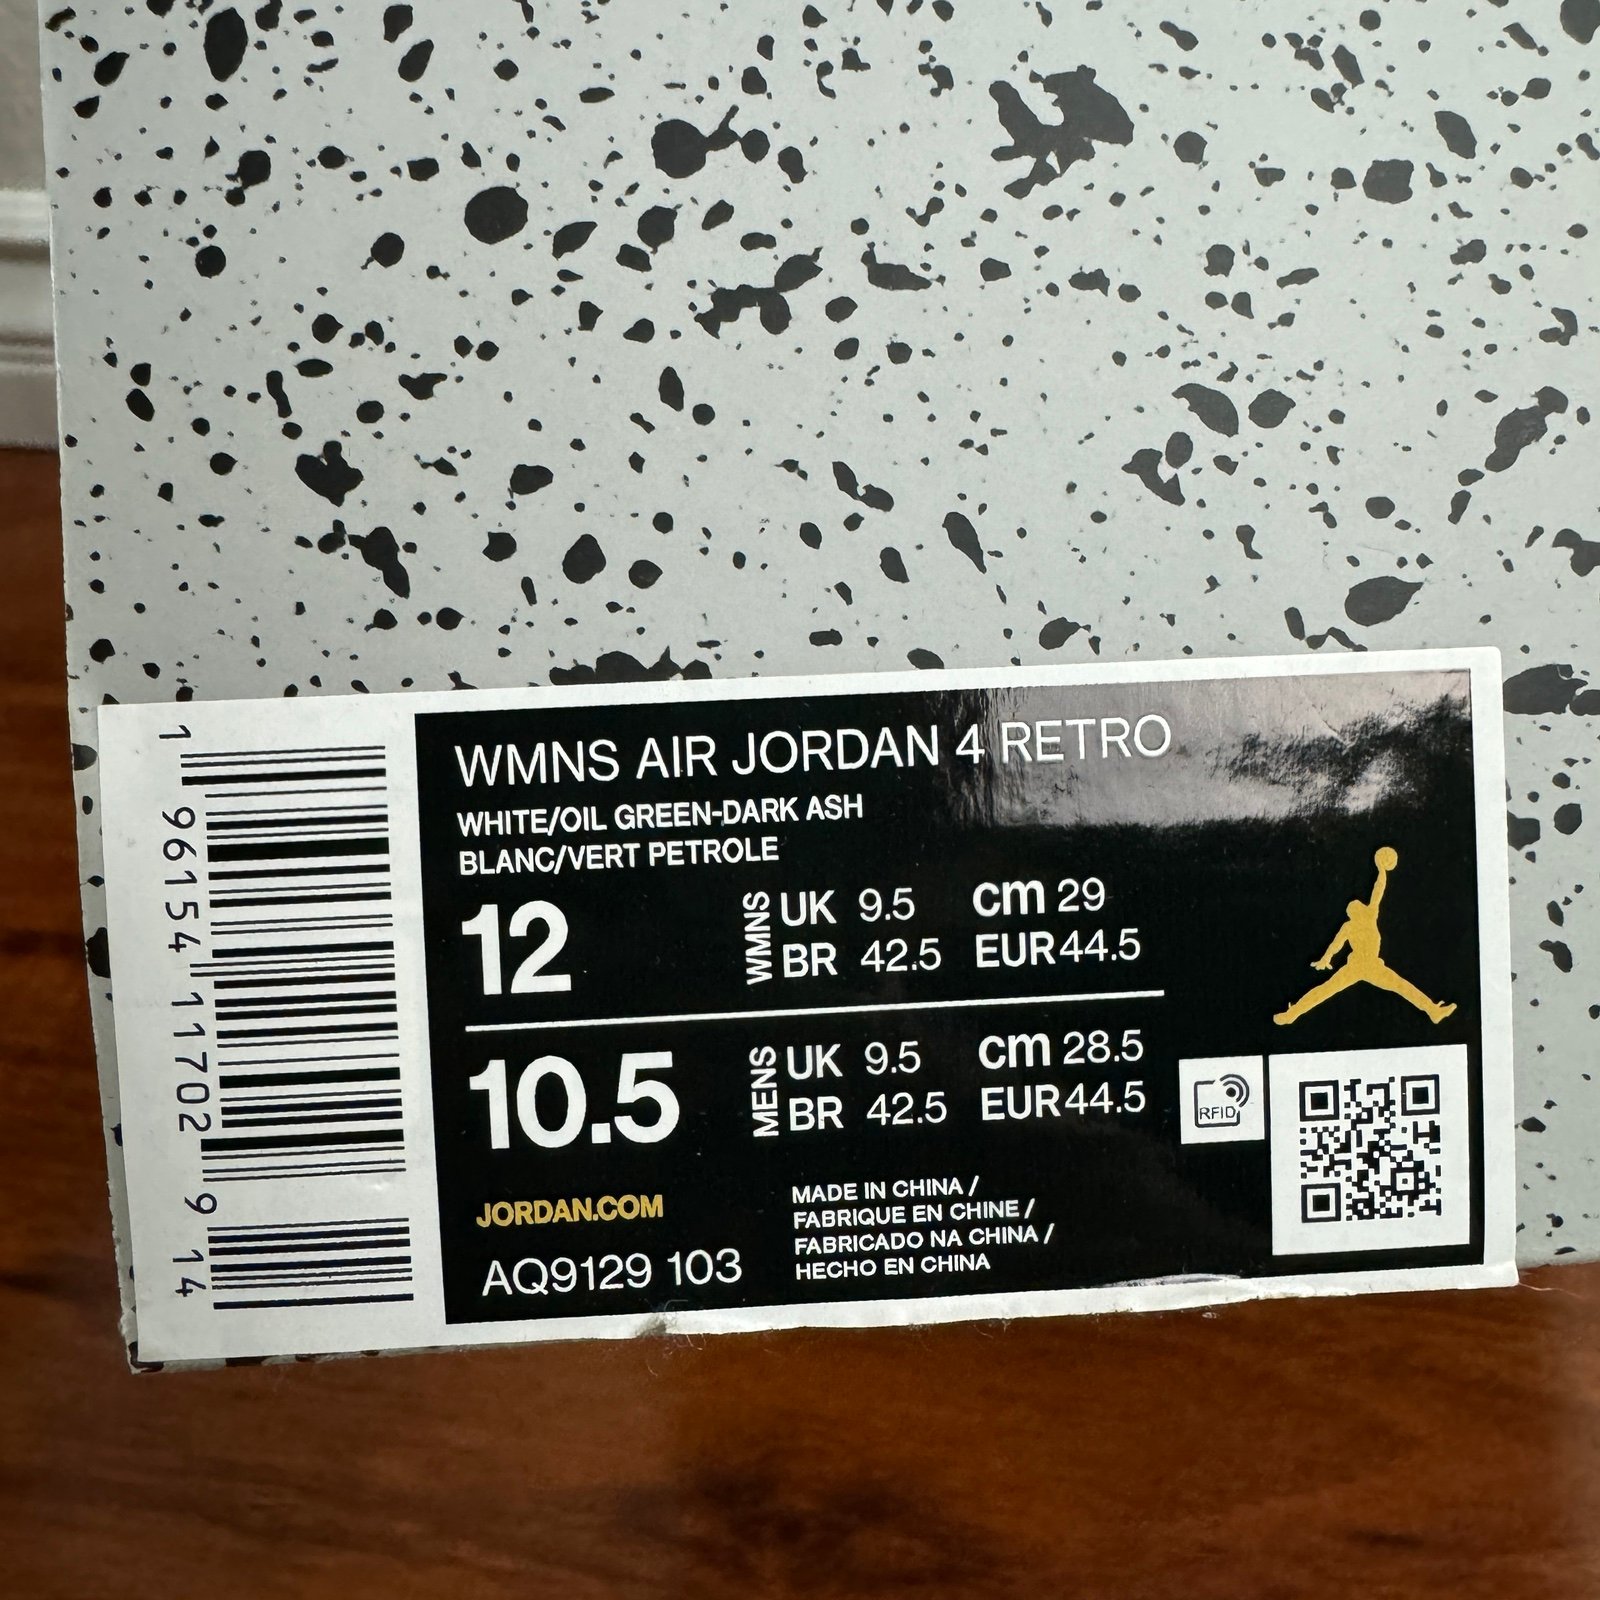 1 96154 11702 9 14
WMNS AIR JORDAN 4 RETRO
WHITE/OIL GREEN-DARK ASH
BLANC/VERT PETROLE
12 WMNS UK 9.5 cm 29
BR 42.5 EUR 44.5
10.5 MENS UK 9.5 cm 28.5
BR 42.5 EUR 44.5
RFID
JORDAN.COM
AQ9129 103
MADE IN CHINA /
FABRIQUE EN CHINE /
FABRICADO NA CHINA /
HECHO EN CHINA